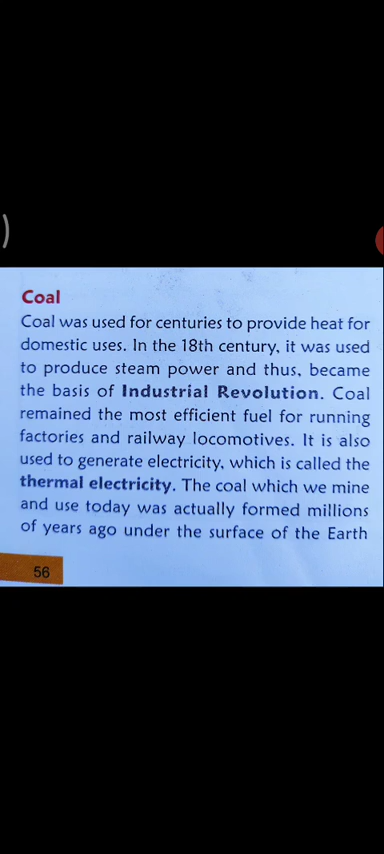 Coal
Coal was used for centuries to provide heat for
domestic uses. In the 18th century, it was used
to produce steam power and thus, became
the basis of Industrial Revolution. Coal
remained the most efficient fuel for running
factories and railway locomotives. It is also
used to generate electricity, which is called the
thermal electricity. The coal which we mine
and use today was actually formed millions
of years ago under the surface of the Earth
56